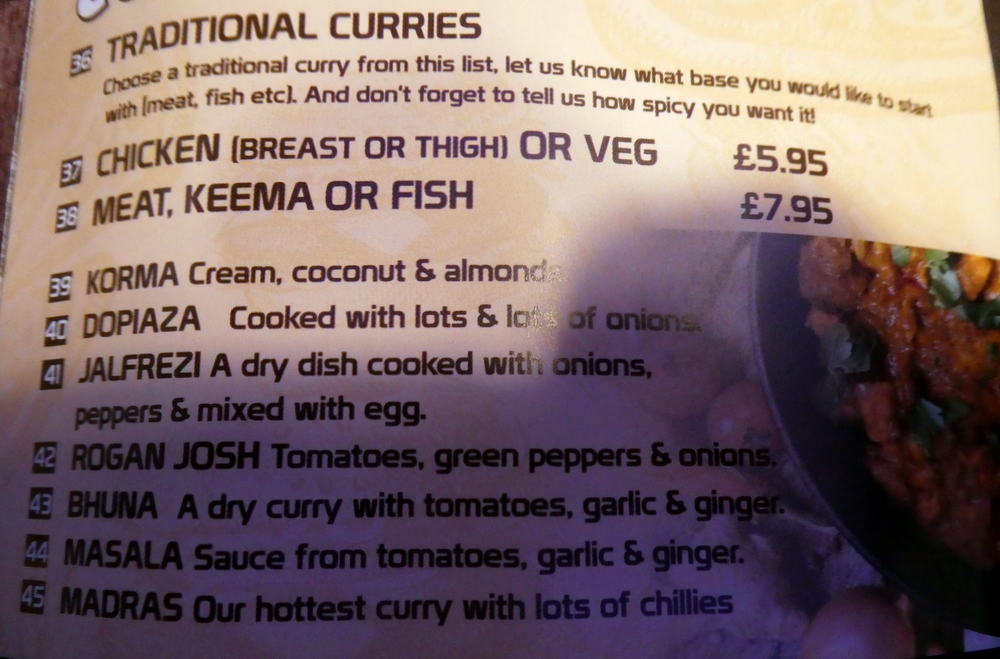 36 TRADITIONAL CURRIES
Choose a traditional curry from this list, let us know what base you would like to start
with (meat, fish etc). And don't forget to tell us how spicy you want it!
37 CHICKEN (BREAST OR THIGH) OR VEG £5.95
38 MEAT, KEEMA OR FISH £7.95
39 KORMA Cream, coconut & almonds
40 DOPIAZA Cooked with lots & lots of onions.
41 JALFREZI A dry dish cooked with onions,
peppers & mixed with egg.
42 ROGAN JOSH Tomatoes, green peppers & onions.
43 BHUNA A dry curry with tomatoes, garlic & ginger.
44 MASALA Sauce from tomatoes, garlic & ginger.
45 MADRAS Our hottest curry with lots of chillies